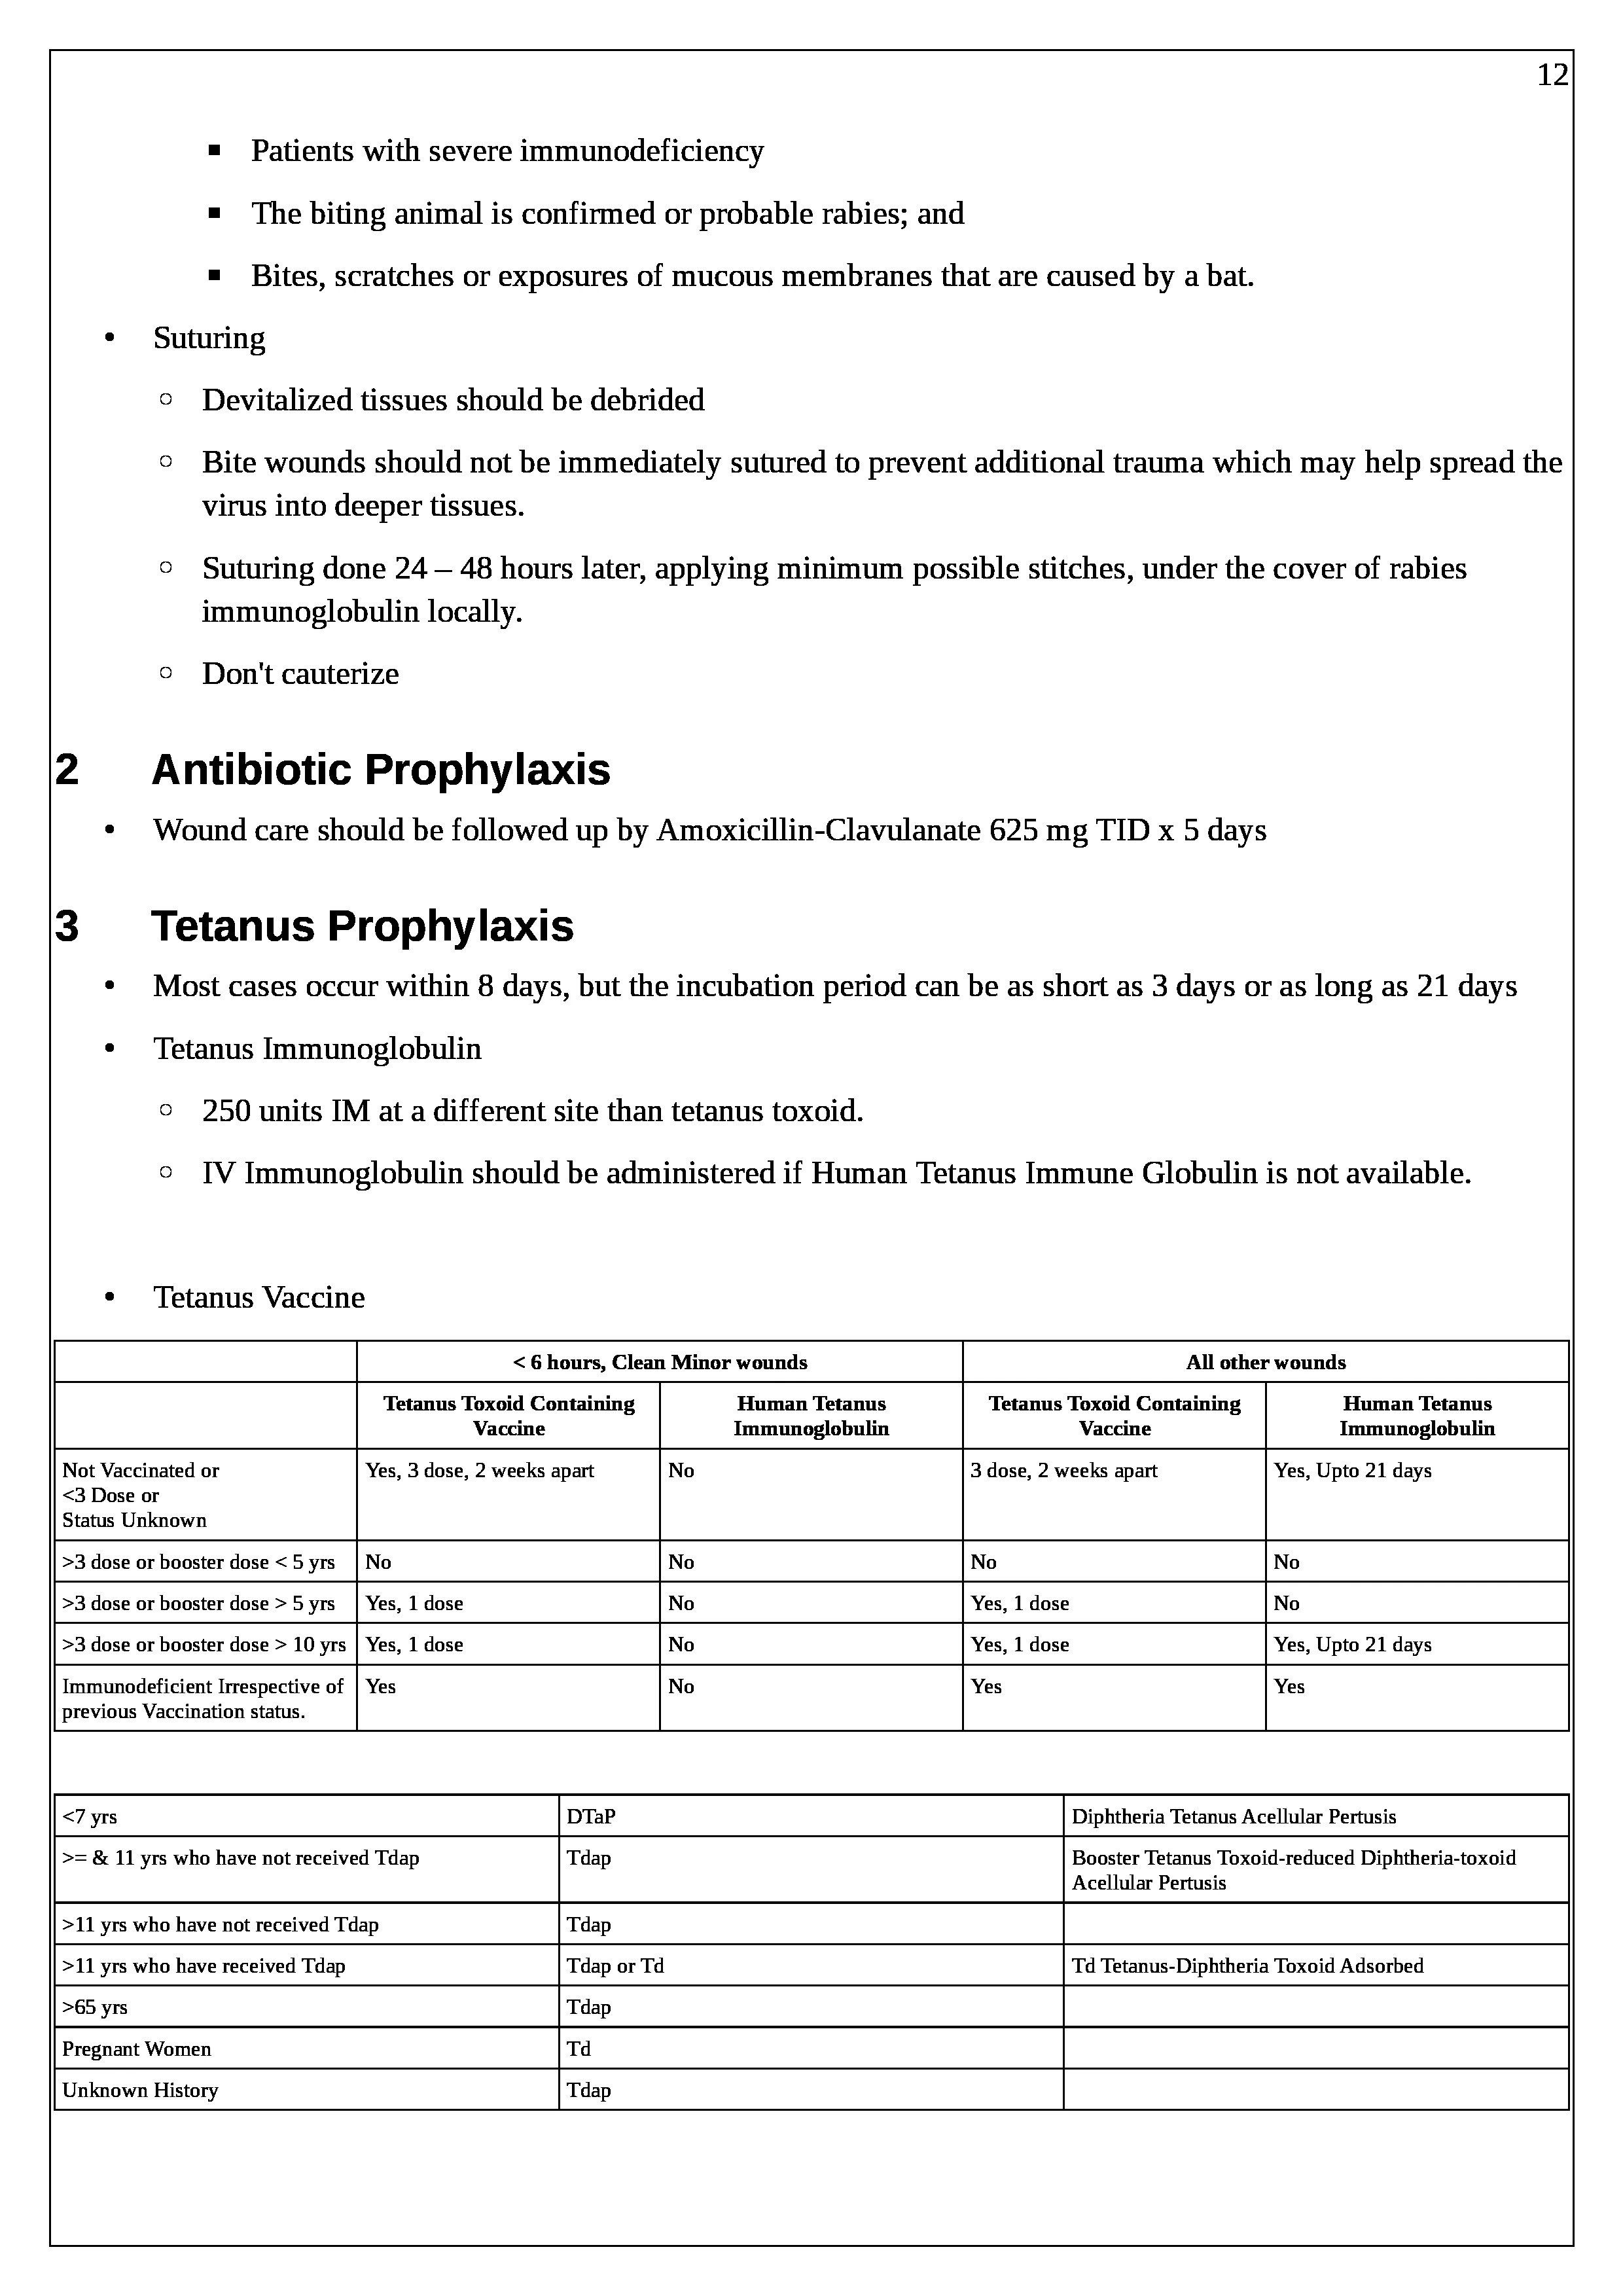 12
▪ Patients with severe immunodeficiency
▪ The biting animal is confirmed or probable rabies; and
▪ Bites, scratches or exposures of mucous membranes that are caused by a bat.
• Suturing
○ Devitalized tissues should be debrided
○ Bite wounds should not be immediately sutured to prevent additional trauma which may help spread the
virus into deeper tissues.
○ Suturing done 24 – 48 hours later, applying minimum possible stitches, under the cover of rabies
immunoglobulin locally.
○ Don't cauterize
2 Antibiotic Prophylaxis
• Wound care should be followed up by Amoxicillin-Clavulanate 625 mg TID x 5 days
3 Tetanus Prophylaxis
• Most cases occur within 8 days, but the incubation period can be as short as 3 days or as long as 21 days
• Tetanus Immunoglobulin
○ 250 units IM at a different site than tetanus toxoid.
○ IV Immunoglobulin should be administered if Human Tetanus Immune Globulin is not available.
• Tetanus Vaccine
< 6 hours, Clean Minor wounds All other wounds
Tetanus Toxoid Containing Human Tetanus Tetanus Toxoid Containing Human Tetanus
Vaccine Immunoglobulin Vaccine Immunoglobulin
Not Vaccinated or Yes, 3 dose, 2 weeks apart No 3 dose, 2 weeks apart Yes, Upto 21 days
<3 Dose or
Status Unknown
>3 dose or booster dose < 5 yrs No No No No
>3 dose or booster dose > 5 yrs Yes, 1 dose No Yes, 1 dose No
>3 dose or booster dose > 10 yrs Yes, 1 dose No Yes, 1 dose Yes, Upto 21 days
Immunodeficient Irrespective of Yes No Yes Yes
previous Vaccination status.
<7 yrs DTaP Diphtheria Tetanus Acellular Pertusis
>= & 11 yrs who have not received Tdap Tdap Booster Tetanus Toxoid-reduced Diphtheria-toxoid
Acellular Pertusis
>11 yrs who have not received Tdap Tdap
>11 yrs who have received Tdap Tdap or Td Td Tetanus-Diphtheria Toxoid Adsorbed
>65 yrs Tdap
Pregnant Women Td
Unknown History Tdap